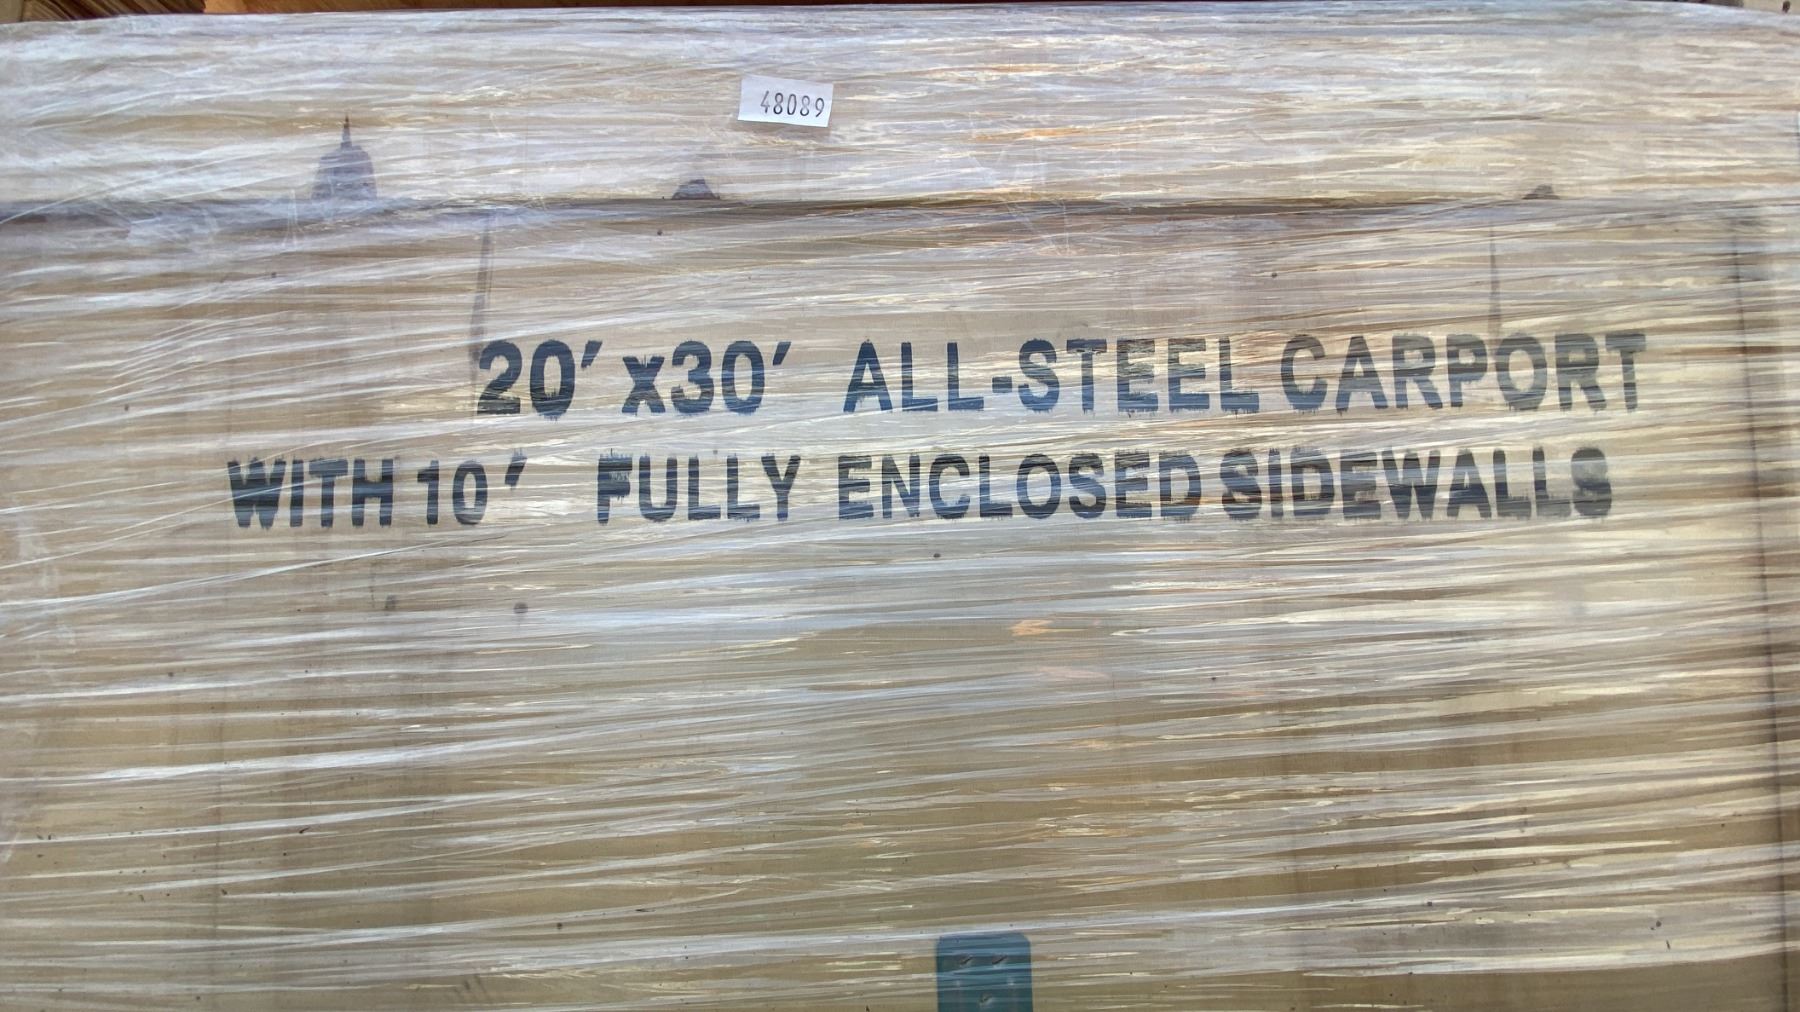 48089
20' x30' ALL-STEEL CARPORT
WITH 10' FULLY ENCLOSED SIDEWALLS